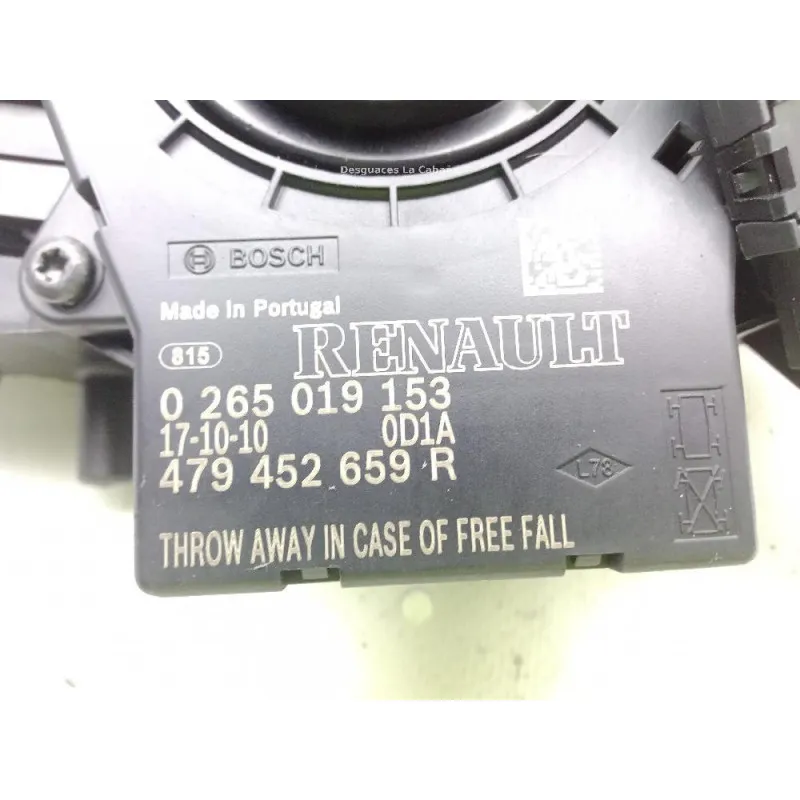 Desguaces La Cabaña
BOSCH
Made in Portugal
RENAULT
815
0 265 019 153
17-10-10 0D1A
479 452 659 R
L78
THROW AWAY IN CASE OF FREE FALL